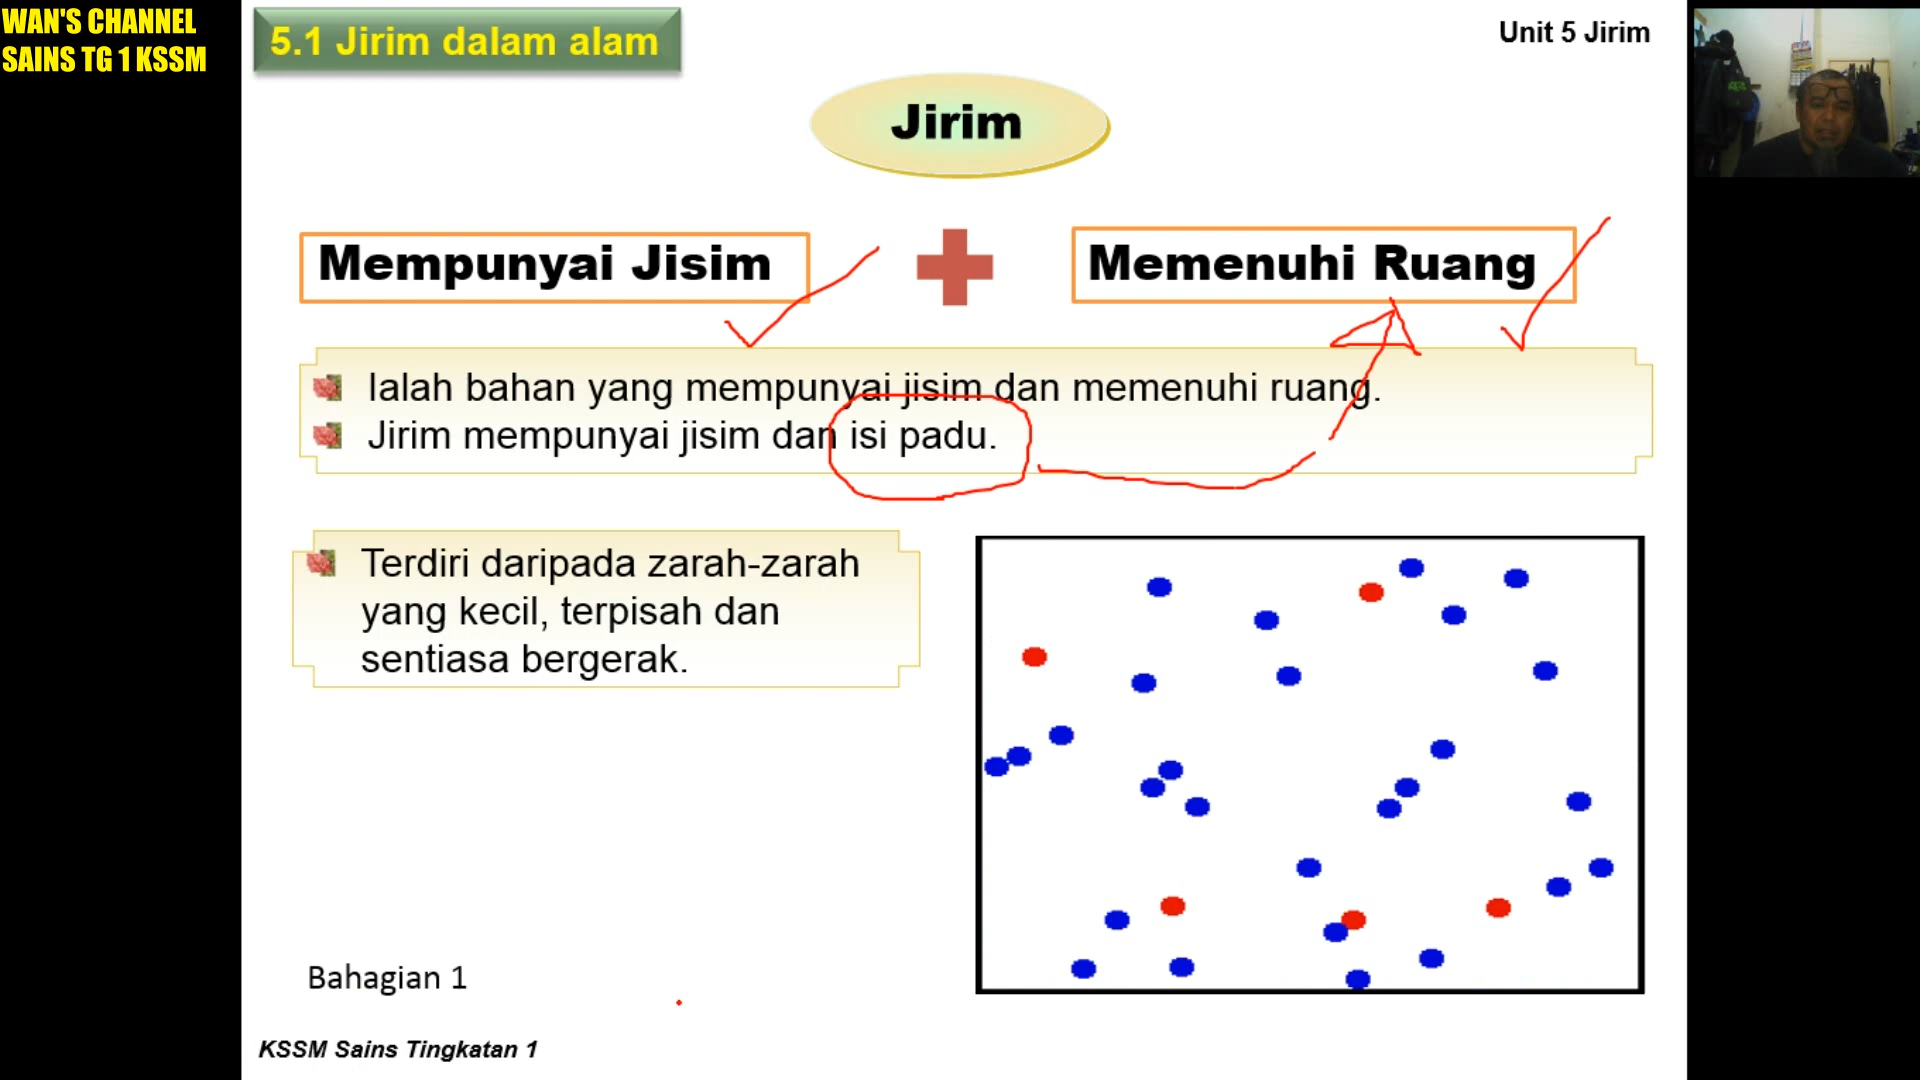 WAN'S CHANNEL
SAINS TG 1 KSSM
5.1 Jirim dalam alam
Unit 5 Jirim
Jirim
Mempunyai Jisim
Memenuhi Ruang
Ialah bahan yang mempunyai jisim dan memenuhi ruang.
Jirim mempunyai jisim dan isi padu.
Terdiri daripada zarah-zarah
yang kecil, terpisah dan
sentiasa bergerak.
Bahagian 1
KSSM Sains Tingkatan 1